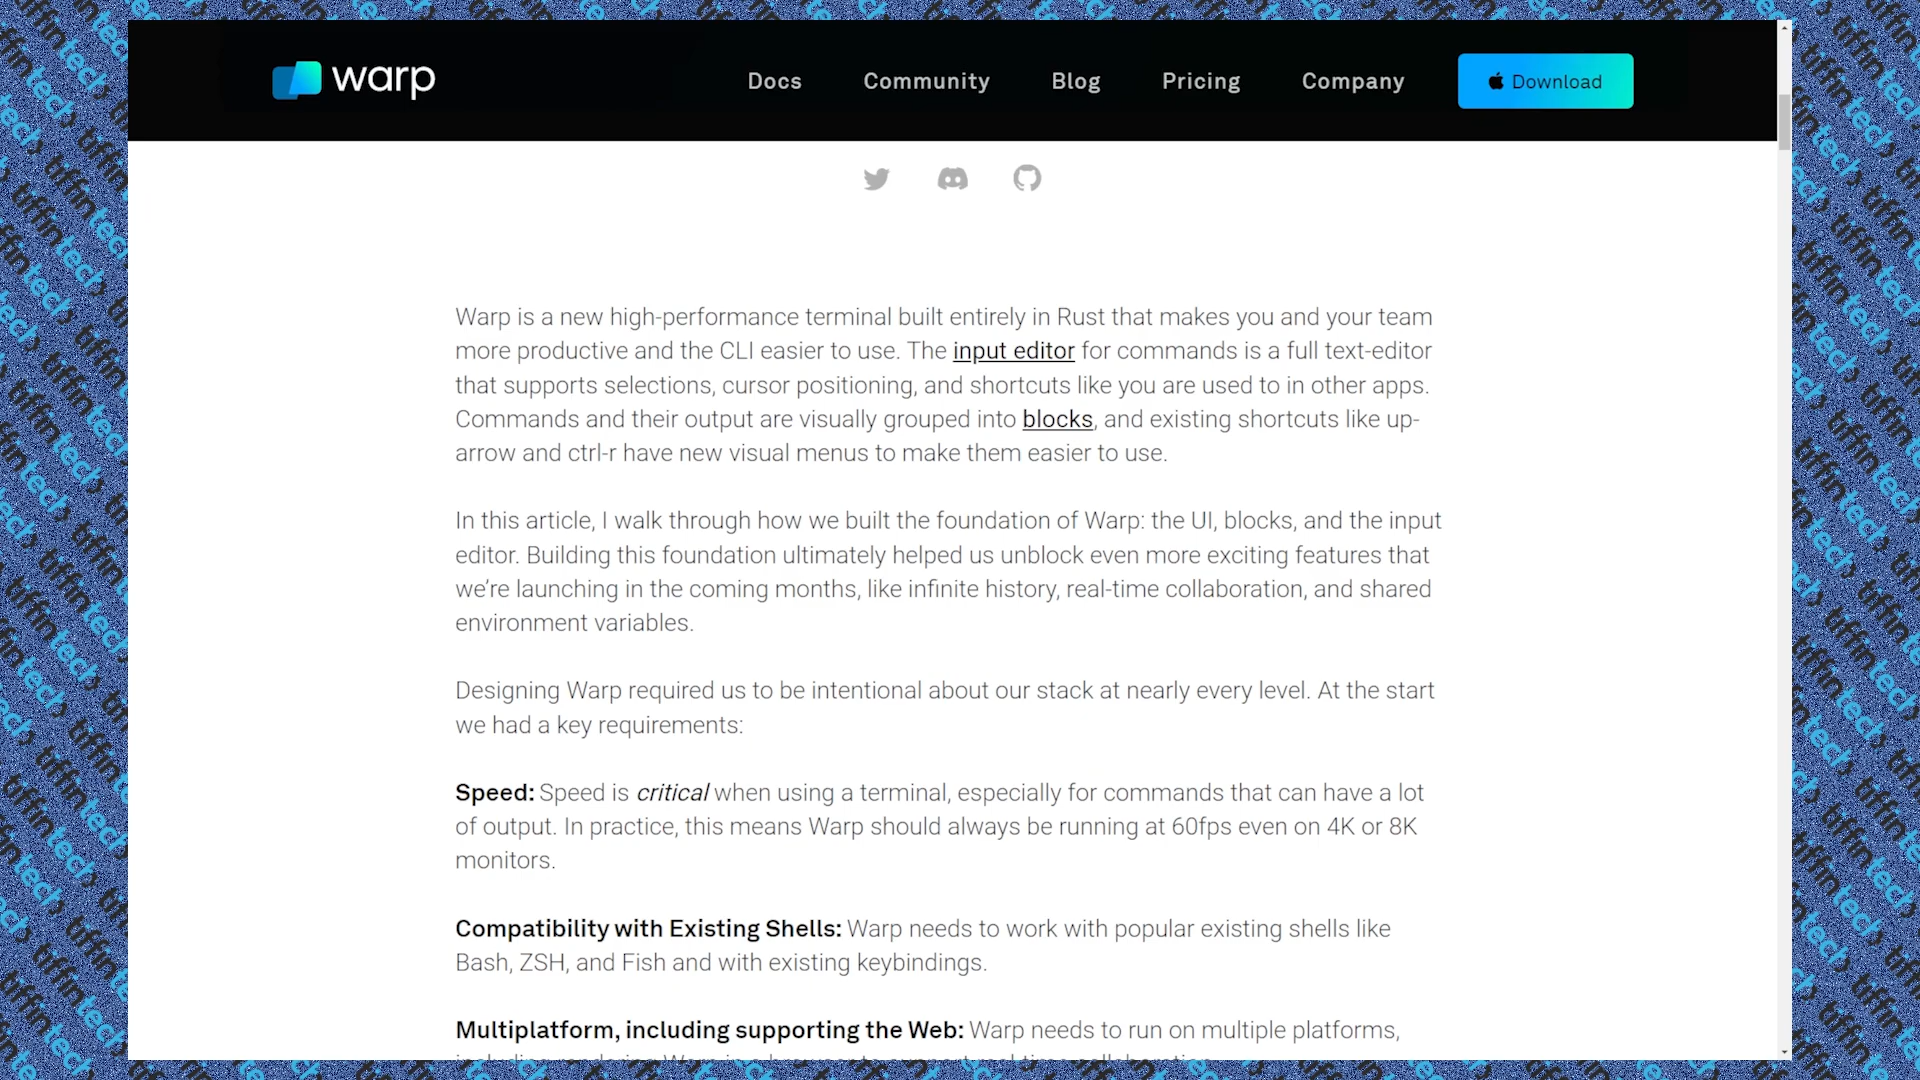 warp
Docs
Community
Blog
Pricing
Company
Download
Warp is a new high-performance terminal built entirely in Rust that makes you and your team
more productive and the CLI easier to use. The input editor for commands is a full text-editor
that supports selections, cursor positioning, and shortcuts like you are used to in other apps.
Commands and their output are visually grouped into blocks, and existing shortcuts like up-
arrow and ctrl-r have new visual menus to make them easier to use.
In this article, I walk through how we built the foundation of Warp: the UI, blocks, and the input
editor. Building this foundation ultimately helped us unblock even more exciting features that
we’re launching in the coming months, like infinite history, real-time collaboration, and shared
environment variables.
Designing Warp required us to be intentional about our stack at nearly every level. At the start
we had a key requirements:
Speed: Speed is critical when using a terminal, especially for commands that can have a lot
of output. In practice, this means Warp should always be running at 60fps even on 4K or 8K
monitors.
Compatibility with Existing Shells: Warp needs to work with popular existing shells like
Bash, ZSH, and Fish and with existing keybindings.
Multiplatform, including supporting the Web: Warp needs to run on multiple platforms,
tiffintech